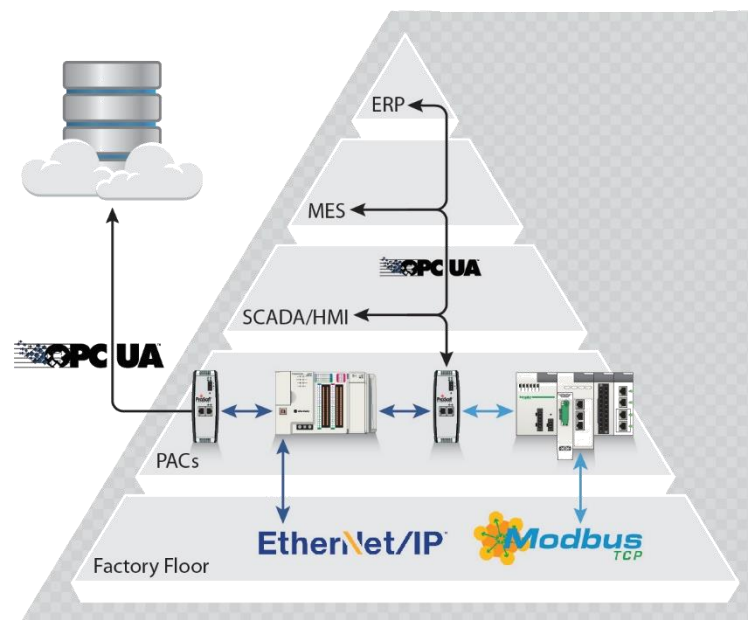 ERP
MES
OPC UA
SCADA/HMI
OPC UA
PACs
EtherNet/IP
Modbus
TCP
Factory Floor